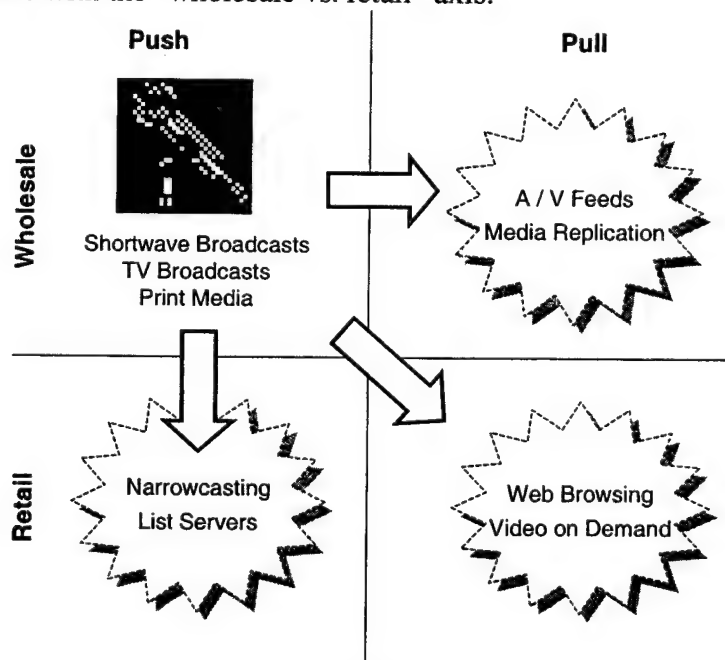 "wholesale vs. retail" axis.
Push
Pull
Wholesale
Shortwave Broadcasts
TV Broadcasts
Print Media
A / V Feeds
Media Replication
Retail
Narrowcasting
List Servers
Web Browsing
Video on Demand